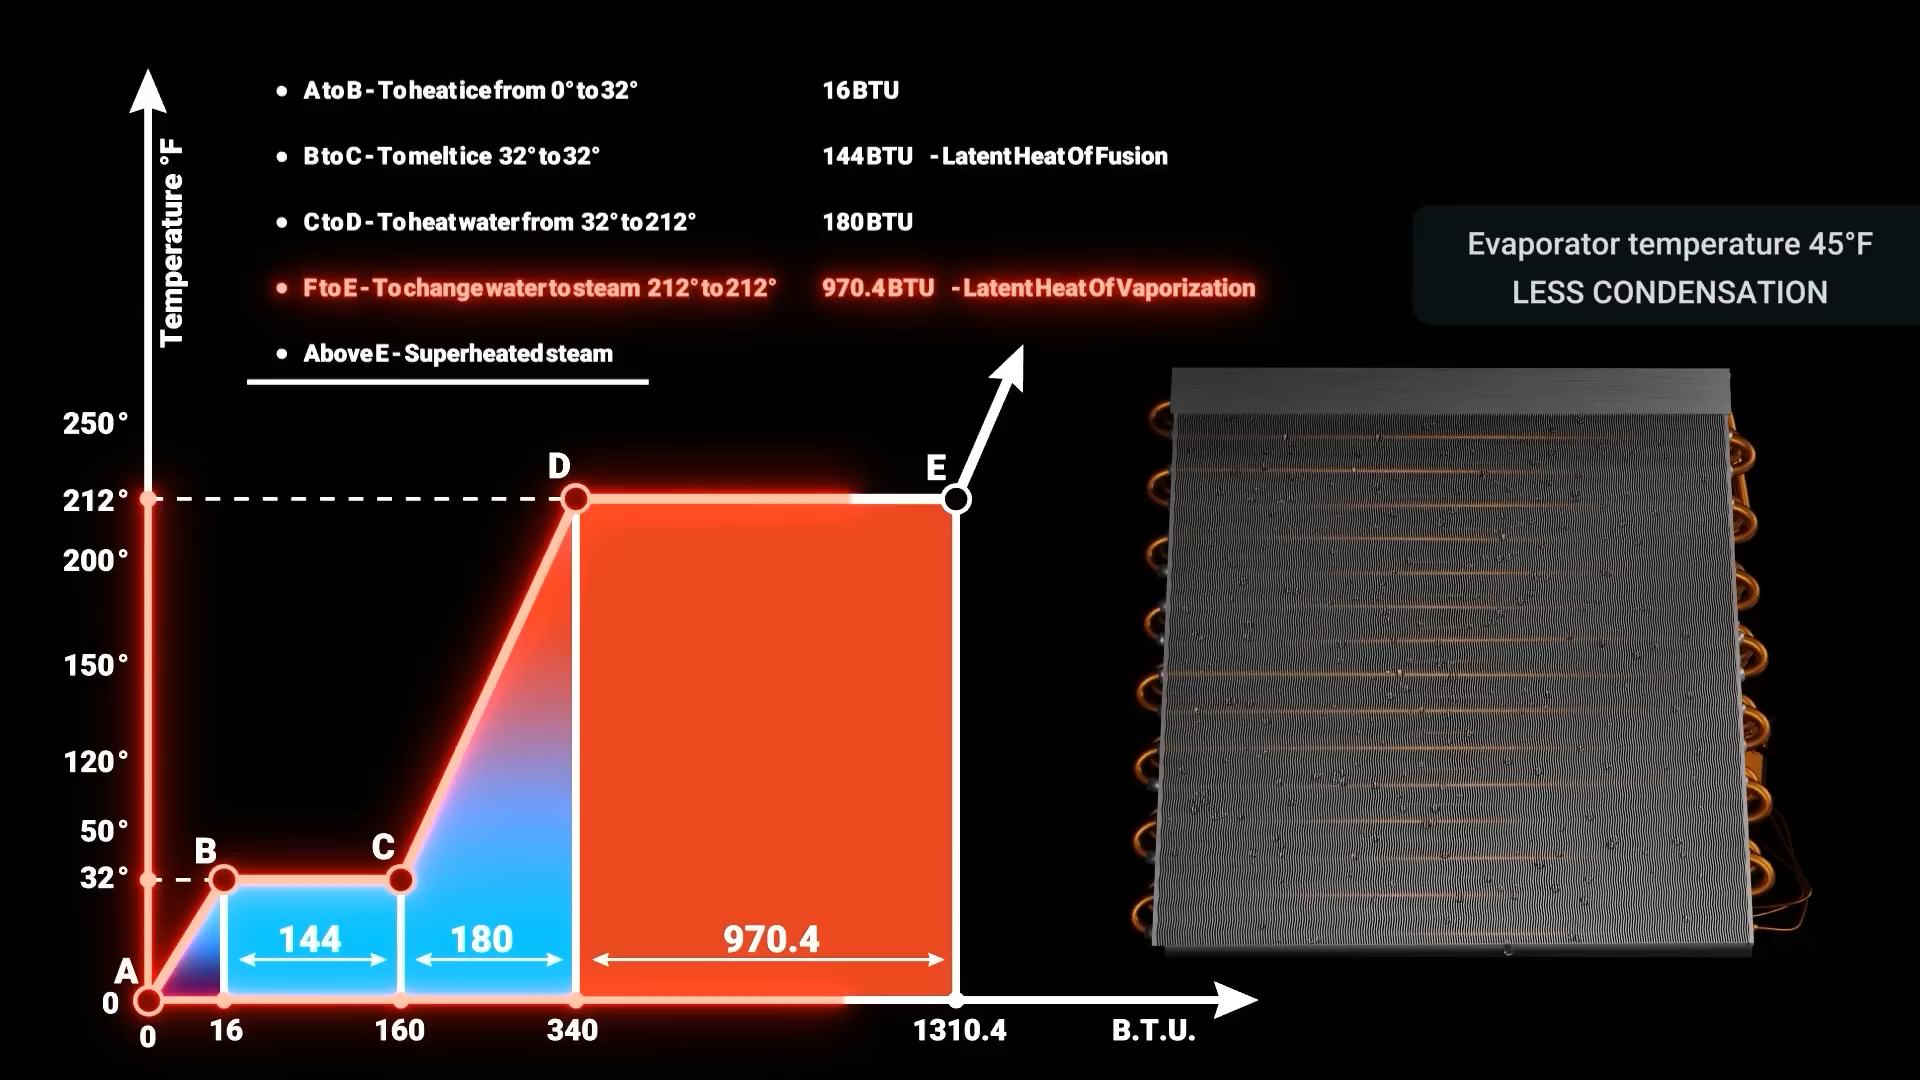 • A to B - To heat ice from 0° to 32° 16 BTU
• B to C - To melt ice 32° to 32° 144 BTU - Latent Heat Of Fusion
• C to D - To heat water from 32° to 212° 180 BTU
• F to E - To change water to steam 212° to 212° 970.4 BTU - Latent Heat Of Vaporization
• Above E - Superheated steam
Evaporator temperature 45°F
LESS CONDENSATION
Temperature °F
250°
212°
200°
150°
120°
50°
32°
0
A
B
C
D
E
144
180
970.4
0
16
160
340
1310.4
B.T.U.